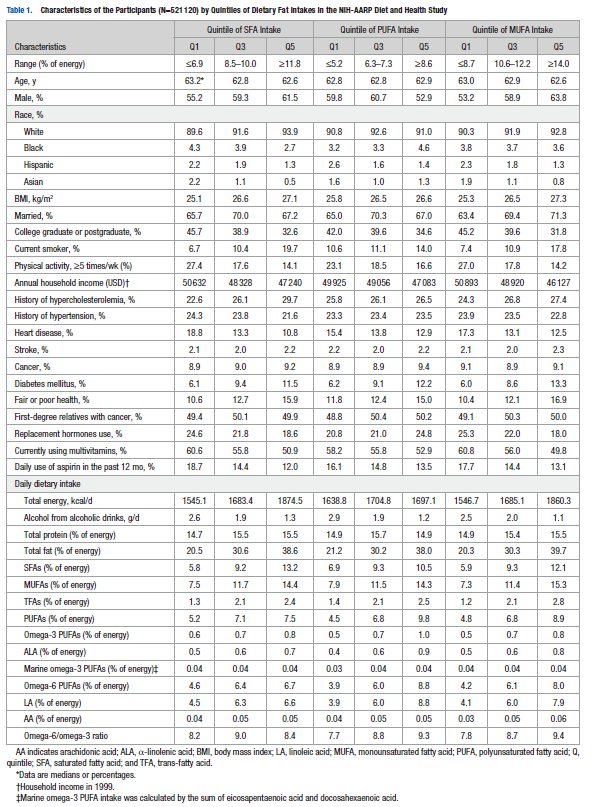 Table 1. Characteristics of the Participants (N=521 120) by Quintiles of Dietary Fat Intakes in the NIH-AARP Diet and Health Study
Quintile of SFA Intake Quintile of PUFA Intake Quintile of MUFA Intake
Characteristics Q1 Q3 Q5 Q1 Q3 Q5 Q1 Q3 Q5
Range (% of energy) ≤6.9 8.5–10.0 ≥11.8 ≤5.2 6.3–7.3 ≥8.6 ≤8.7 10.6–12.2 ≥14.0
Age, y 63.2* 62.8 62.6 62.8 62.8 62.9 63.0 62.9 62.6
Male, % 55.2 59.3 61.5 59.8 60.7 52.9 53.2 58.9 63.8
Race, %
White 89.6 91.6 93.9 90.8 92.6 91.0 90.3 91.9 92.8
Black 4.3 3.9 2.7 3.2 3.3 4.6 3.8 3.7 3.6
Hispanic 2.2 1.9 1.3 2.6 1.6 1.4 2.3 1.8 1.3
Asian 2.2 1.1 0.5 1.6 1.0 1.3 1.9 1.1 0.8
BMI, kg/m² 25.1 26.6 27.1 25.8 26.5 26.6 25.3 26.5 27.3
Married, % 65.7 70.0 67.2 65.0 70.3 67.0 63.4 69.4 71.3
College graduate or postgraduate, % 45.7 38.9 32.6 42.0 39.6 34.6 45.2 39.6 31.8
Current smoker, % 6.7 10.4 19.7 10.6 11.1 14.0 7.4 10.9 17.8
Physical activity, ≥5 times/wk (%) 27.4 17.6 14.1 23.1 18.5 16.6 27.0 17.8 14.2
Annual household income (USD)† 50 632 48 328 47 240 49 925 49 056 47 083 50 893 48 920 46 127
History of hypercholesterolemia, % 22.6 26.1 29.7 25.8 26.1 26.5 24.3 26.8 27.4
History of hypertension, % 24.3 23.8 21.6 23.3 23.4 23.5 23.9 23.5 22.8
Heart disease, % 18.8 13.3 10.8 15.4 13.8 12.9 17.3 13.1 12.5
Stroke, % 2.1 2.0 2.2 2.2 2.0 2.2 2.1 2.0 2.3
Cancer, % 8.9 9.0 9.2 8.9 8.9 9.4 9.1 8.9 9.1
Diabetes mellitus, % 6.1 9.4 11.5 6.2 9.1 12.2 6.0 8.6 13.3
Fair or poor health, % 10.6 12.7 15.9 11.8 12.4 15.0 10.4 12.1 16.9
First-degree relatives with cancer, % 49.4 50.1 49.9 48.8 50.4 50.2 49.1 50.3 50.0
Replacement hormones use, % 24.6 21.8 18.6 20.8 21.0 24.8 25.3 22.0 18.0
Currently using multivitamins, % 60.6 55.8 50.9 58.2 55.8 52.9 60.8 56.0 49.8
Daily use of aspirin in the past 12 mo, % 18.7 14.4 12.0 16.1 14.8 13.5 17.7 14.4 13.1
Daily dietary intake
Total energy, kcal/d 1545.1 1683.4 1874.5 1638.8 1704.8 1697.1 1546.7 1685.1 1860.3
Alcohol from alcoholic drinks, g/d 2.6 1.9 1.3 2.9 1.9 1.2 2.5 2.0 1.1
Total protein (% of energy) 14.7 15.5 15.5 14.9 15.7 14.9 14.9 15.4 15.5
Total fat (% of energy) 20.5 30.6 38.6 21.2 30.2 38.0 20.3 30.3 39.7
SFAs (% of energy) 5.8 9.2 13.2 6.9 9.3 10.5 5.9 9.3 12.1
MUFAs (% of energy) 7.5 11.7 14.4 7.9 11.5 14.3 7.3 11.4 15.3
TFAs (% of energy) 1.3 2.1 2.4 1.4 2.1 2.5 1.2 2.1 2.8
PUFAs (% of energy) 5.2 7.1 7.5 4.5 6.8 9.8 4.8 6.8 8.9
Omega-3 PUFAs (% of energy) 0.6 0.7 0.8 0.5 0.7 1.0 0.5 0.7 0.8
ALA (% of energy) 0.5 0.6 0.7 0.4 0.6 0.9 0.5 0.6 0.8
Marine omega-3 PUFAs (% of energy)‡ 0.04 0.04 0.04 0.03 0.04 0.04 0.04 0.04 0.04
Omega-6 PUFAs (% of energy) 4.6 6.4 6.7 3.9 6.0 8.8 4.2 6.1 8.0
LA (% of energy) 4.5 6.3 6.6 3.9 6.0 8.8 4.1 6.0 7.9
AA (% of energy) 0.04 0.05 0.05 0.04 0.05 0.04 0.03 0.05 0.06
Omega-6/omega-3 ratio 8.2 9.0 8.4 7.7 8.8 9.3 7.8 8.7 9.4
AA indicates arachidonic acid; ALA, α-linolenic acid; BMI, body mass index; LA, linoleic acid; MUFA, monounsaturated fatty acid; PUFA, polyunsaturated fatty acid; Q,
quintile; SFA, saturated fatty acid; and TFA, trans-fatty acid.
*Data are medians or percentages.
†Household income in 1999.
‡Marine omega-3 PUFA intake was calculated by the sum of eicosapentaenoic acid and docosahexaenoic acid.